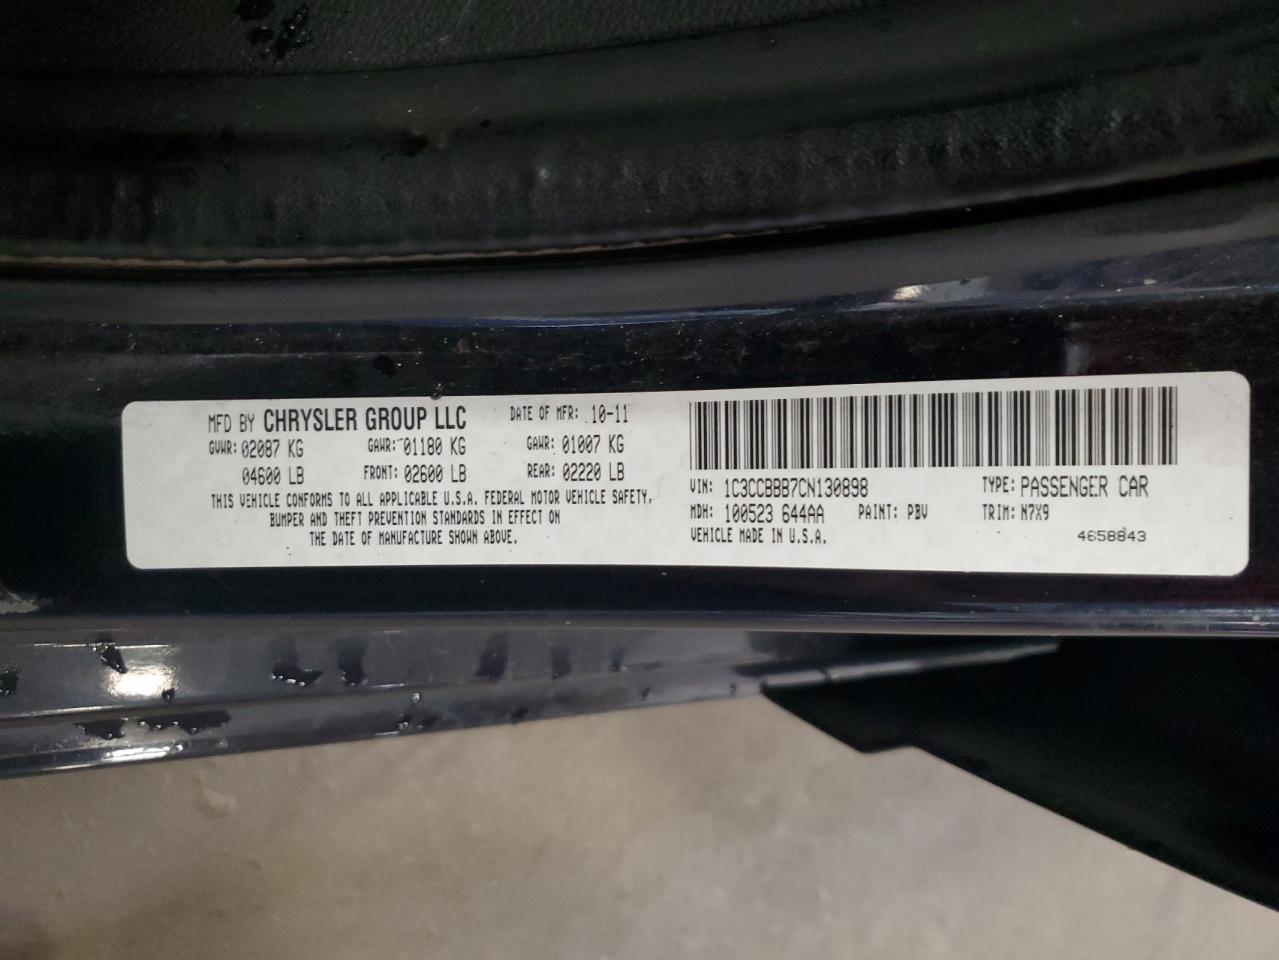 MFD BY CHRYSLER GROUP LLC DATE OF MFR: 10-11
GVWR: 02087 KG GAWR: 01180 KG GAWR: 01007 KG
04600 LB FRONT: 02600 LB REAR: 02220 LB
THIS VEHICLE CONFORMS TO ALL APPLICABLE U.S.A. FEDERAL MOTOR VEHICLE SAFETY,
BUMPER AND THEFT PREVENTION STANDARDS IN EFFECT ON
THE DATE OF MANUFACTURE SHOWN ABOVE.
VIN: 1C3CCBBB7CN130898 TYPE: PASSENGER CAR
MDH: 100523 644AA PAINT: PBV TRIM: N7X9
VEHICLE MADE IN U.S.A. 4658843